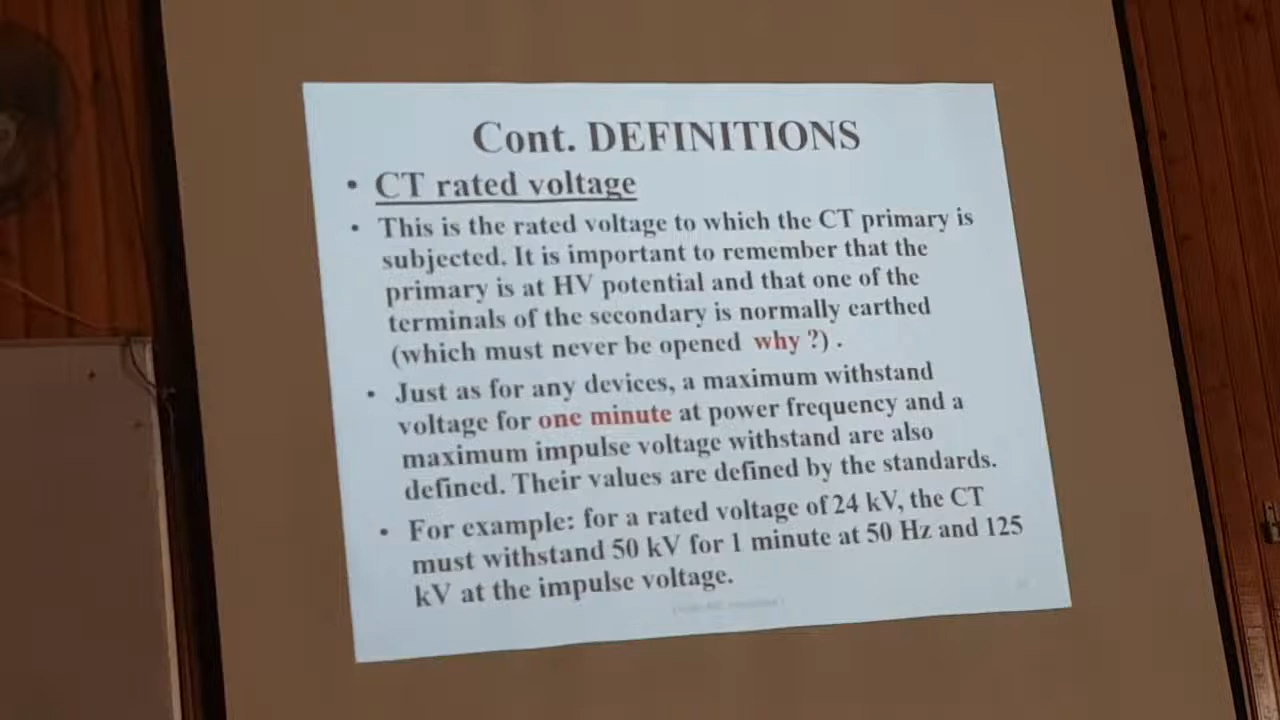 Cont. DEFINITIONS
• CT rated voltage
• This is the rated voltage to which the CT primary is
subjected. It is important to remember that the
primary is at HV potential and that one of the
terminals of the secondary is normally earthed
(which must never be opened why ?) .
• Just as for any devices, a maximum withstand
voltage for one minute at power frequency and a
maximum impulse voltage withstand are also
defined. Their values are defined by the standards.
• For example: for a rated voltage of 24 kV, the CT
must withstand 50 kV for 1 minute at 50 Hz and 125
kV at the impulse voltage.